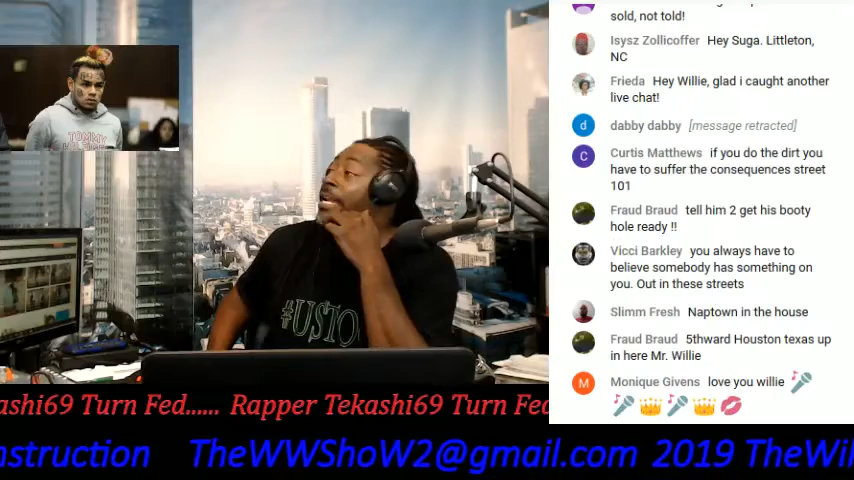 sold, not told!
Isysz Zollicoffer Hey Suga. Littleton,
NC
Frieda Hey Willie, glad i caught another
live chat!
d dabby dabby [message retracted]
C Curtis Matthews if you do the dirt you
have to suffer the consequences street
101
Fraud Braud tell him 2 get his booty
hole ready !!
Vicci Barkley you always have to
believe somebody has something on
you. Out in these streets
Slimm Fresh Naptown in the house
Fraud Braud 5thward Houston texas up
in here Mr. Willie
M Monique Givens love you willie 🎤
🎤👑🎤👑💋
TOMMY
#USTO
ashi69 Turn Fed...... Rapper Tekashi69 Turn Fed
nstruction TheWWShoW2@gmail.com 2019 TheWil